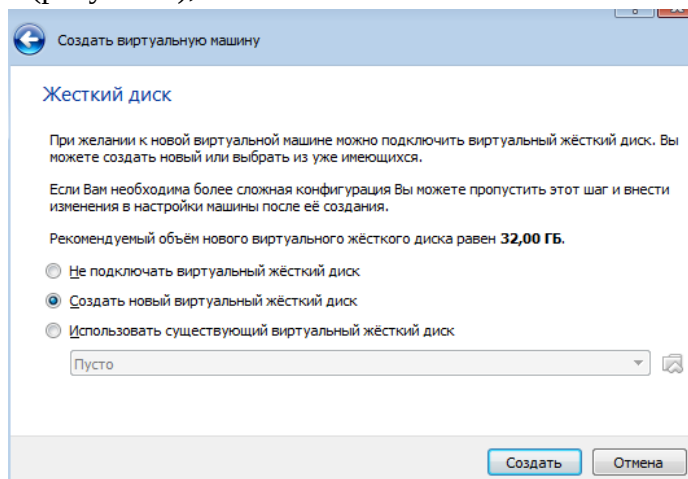 Создать виртуальную машину
Жесткий диск
При желании к новой виртуальной машине можно подключить виртуальный жёсткий диск. Вы
можете создать новый или выбрать из уже имеющихся.
Если Вам необходима более сложная конфигурация Вы можете пропустить этот шаг и внести
изменения в настройки машины после её создания.
Рекомендуемый объём нового виртуального жёсткого диска равен 32,00 ГБ.
Не подключать виртуальный жёсткий диск
Создать новый виртуальный жёсткий диск
Использовать существующий виртуальный жёсткий диск
Пусто
Создать Отмена